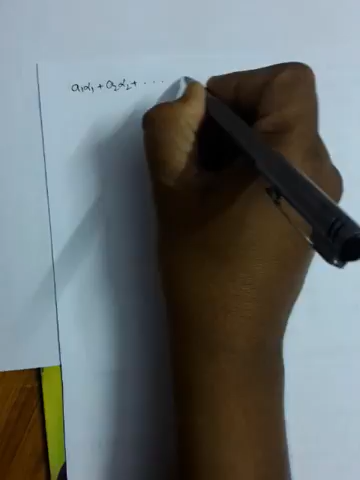 a₁x₁ + a₂x₂ + ....